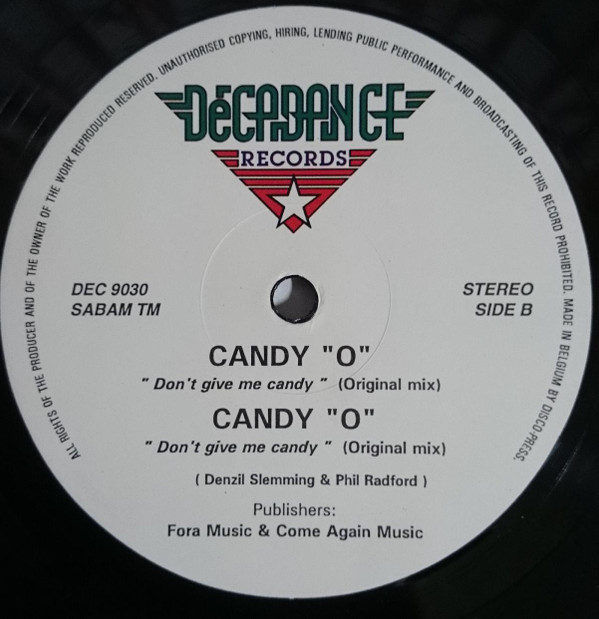 ALL RIGHTS OF THE PRODUCER AND OF THE OWNER OF THE WORK REPRODUCED RESERVED. UNAUTHORISED COPYING, HIRING, LENDING PUBLIC PERFORMANCE AND BROADCASTING OF THIS RECORD PROHIBITED. MADE IN BELGIUM BY DISCO-PRESS.
DéCADANCE
RECORDS
DEC 9030
SABAM TM
STEREO
SIDE B
CANDY "O"
" Don't give me candy " (Original mix)
CANDY "O"
" Don't give me candy " (Original mix)
( Denzil Slemming & Phil Radford )
Publishers:
Fora Music & Come Again Music